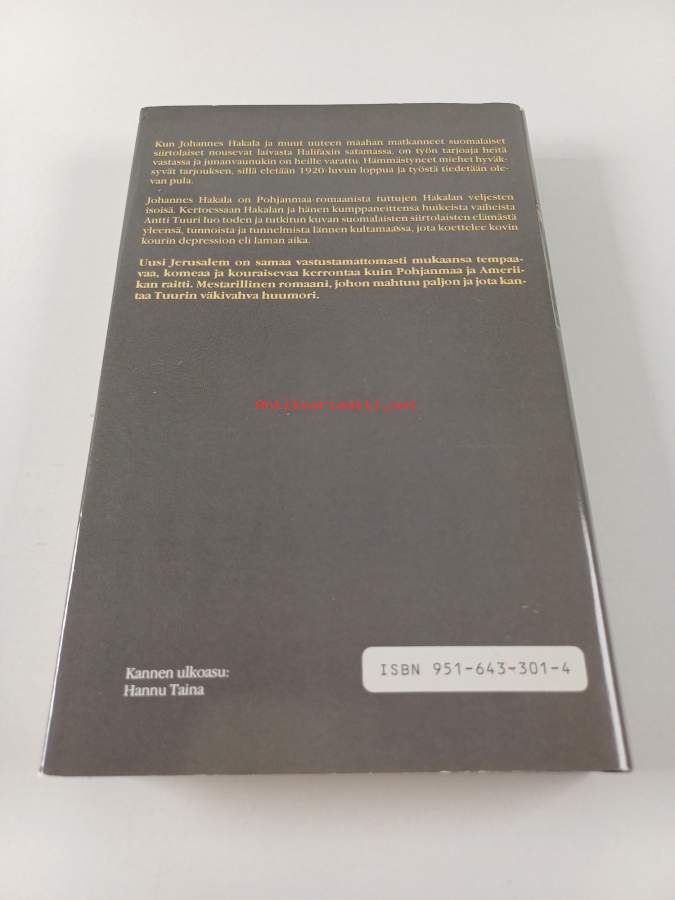 Kun Johannes Hakala ja muut uuteen maahan matkanneet suomalaiset
siirtolaiset nousevat laivasta Halifaxin satamassa, on työn tarjoaja heitä
vastassa ja junanvaunukin on heille varattu. Hämmästyneet miehet hyväk-
syvät tarjouksen, sillä eletään 1920-luvun loppua ja työstä tiedetään ole-
van pula.
Johannes Hakala on Pohjanmaa-romaanista tuttujen Hakalan veljesten
isoisä. Kertoessaan Hakalan ja hänen kumppaneittensa huikeista vaiheista
Antti Tuuri luo toden ja tutkitun kuvan suomalaisten siirtolaisten elämästä
yleensä, tunnoista ja tunnelmista lännen kultamaassa, jota koettelee kovin
kourin depression eli laman aika.
Uusi Jerusalem on samaa vastustamattomasti mukaansa tempaa-
vaa, komeaa ja kouraisevaa kerrontaa kuin Pohjanmaa ja Amerii-
kan raitti. Mestarillinen romaani, johon mahtuu paljon ja jota kan-
taa Tuurin väkivahva huumori.
Antikvariaatti.net
Kannen ulkoasu:
Hannu Taina
ISBN 951-643-301-4